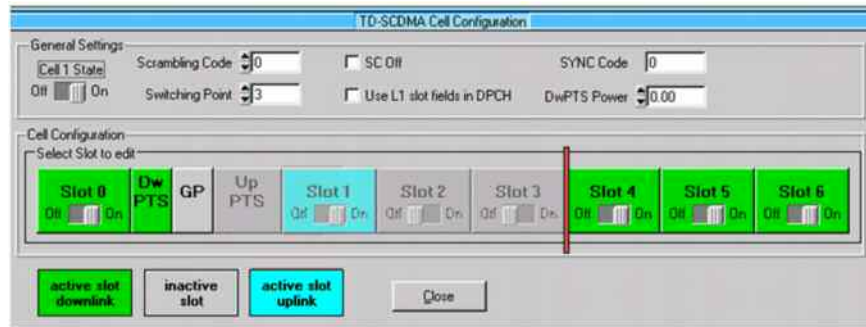 TD-SCDMA Cell Configuration
General Settings
Cell 1 State
Off On
Scrambling Code 0
Switching Point 3
SC Off
Use L1 slot fields in DPCH
SYNC Code 0
DwPTS Power 0.00
Cell Configuration
Select Slot to edit
Slot 0
Off On
Dw
PTS
GP
Up
PTS
Slot 1
Off On
Slot 2
Off On
Slot 3
Off On
Slot 4
Off On
Slot 5
Off On
Slot 6
Off On
active slot
downlink
inactive
slot
active slot
uplink
Close